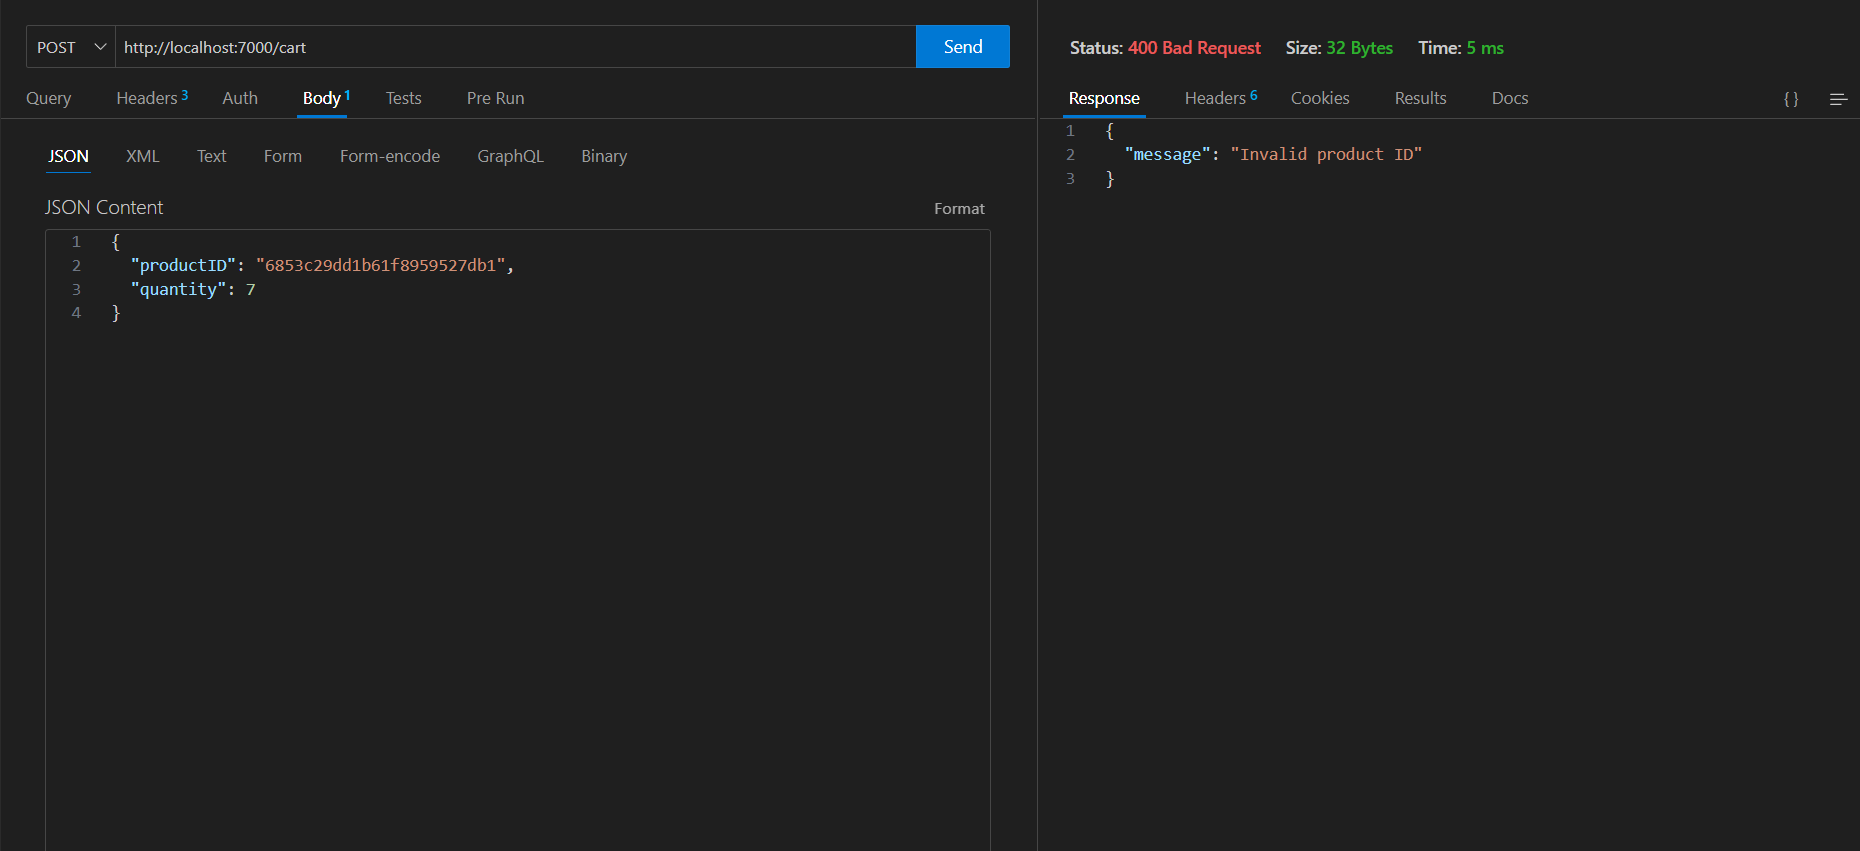 POST http://localhost:7000/cart Send
Query Headers 3 Auth Body 1 Tests Pre Run
JSON XML Text Form Form-encode GraphQL Binary
JSON Content Format
1 {
2 "productID": "6853c29dd1b61f8959527db1",
3 "quantity": 7
4 }
Status: 400 Bad Request Size: 32 Bytes Time: 5 ms
Response Headers 6 Cookies Results Docs { }
1 {
2 "message": "Invalid product ID"
3 }